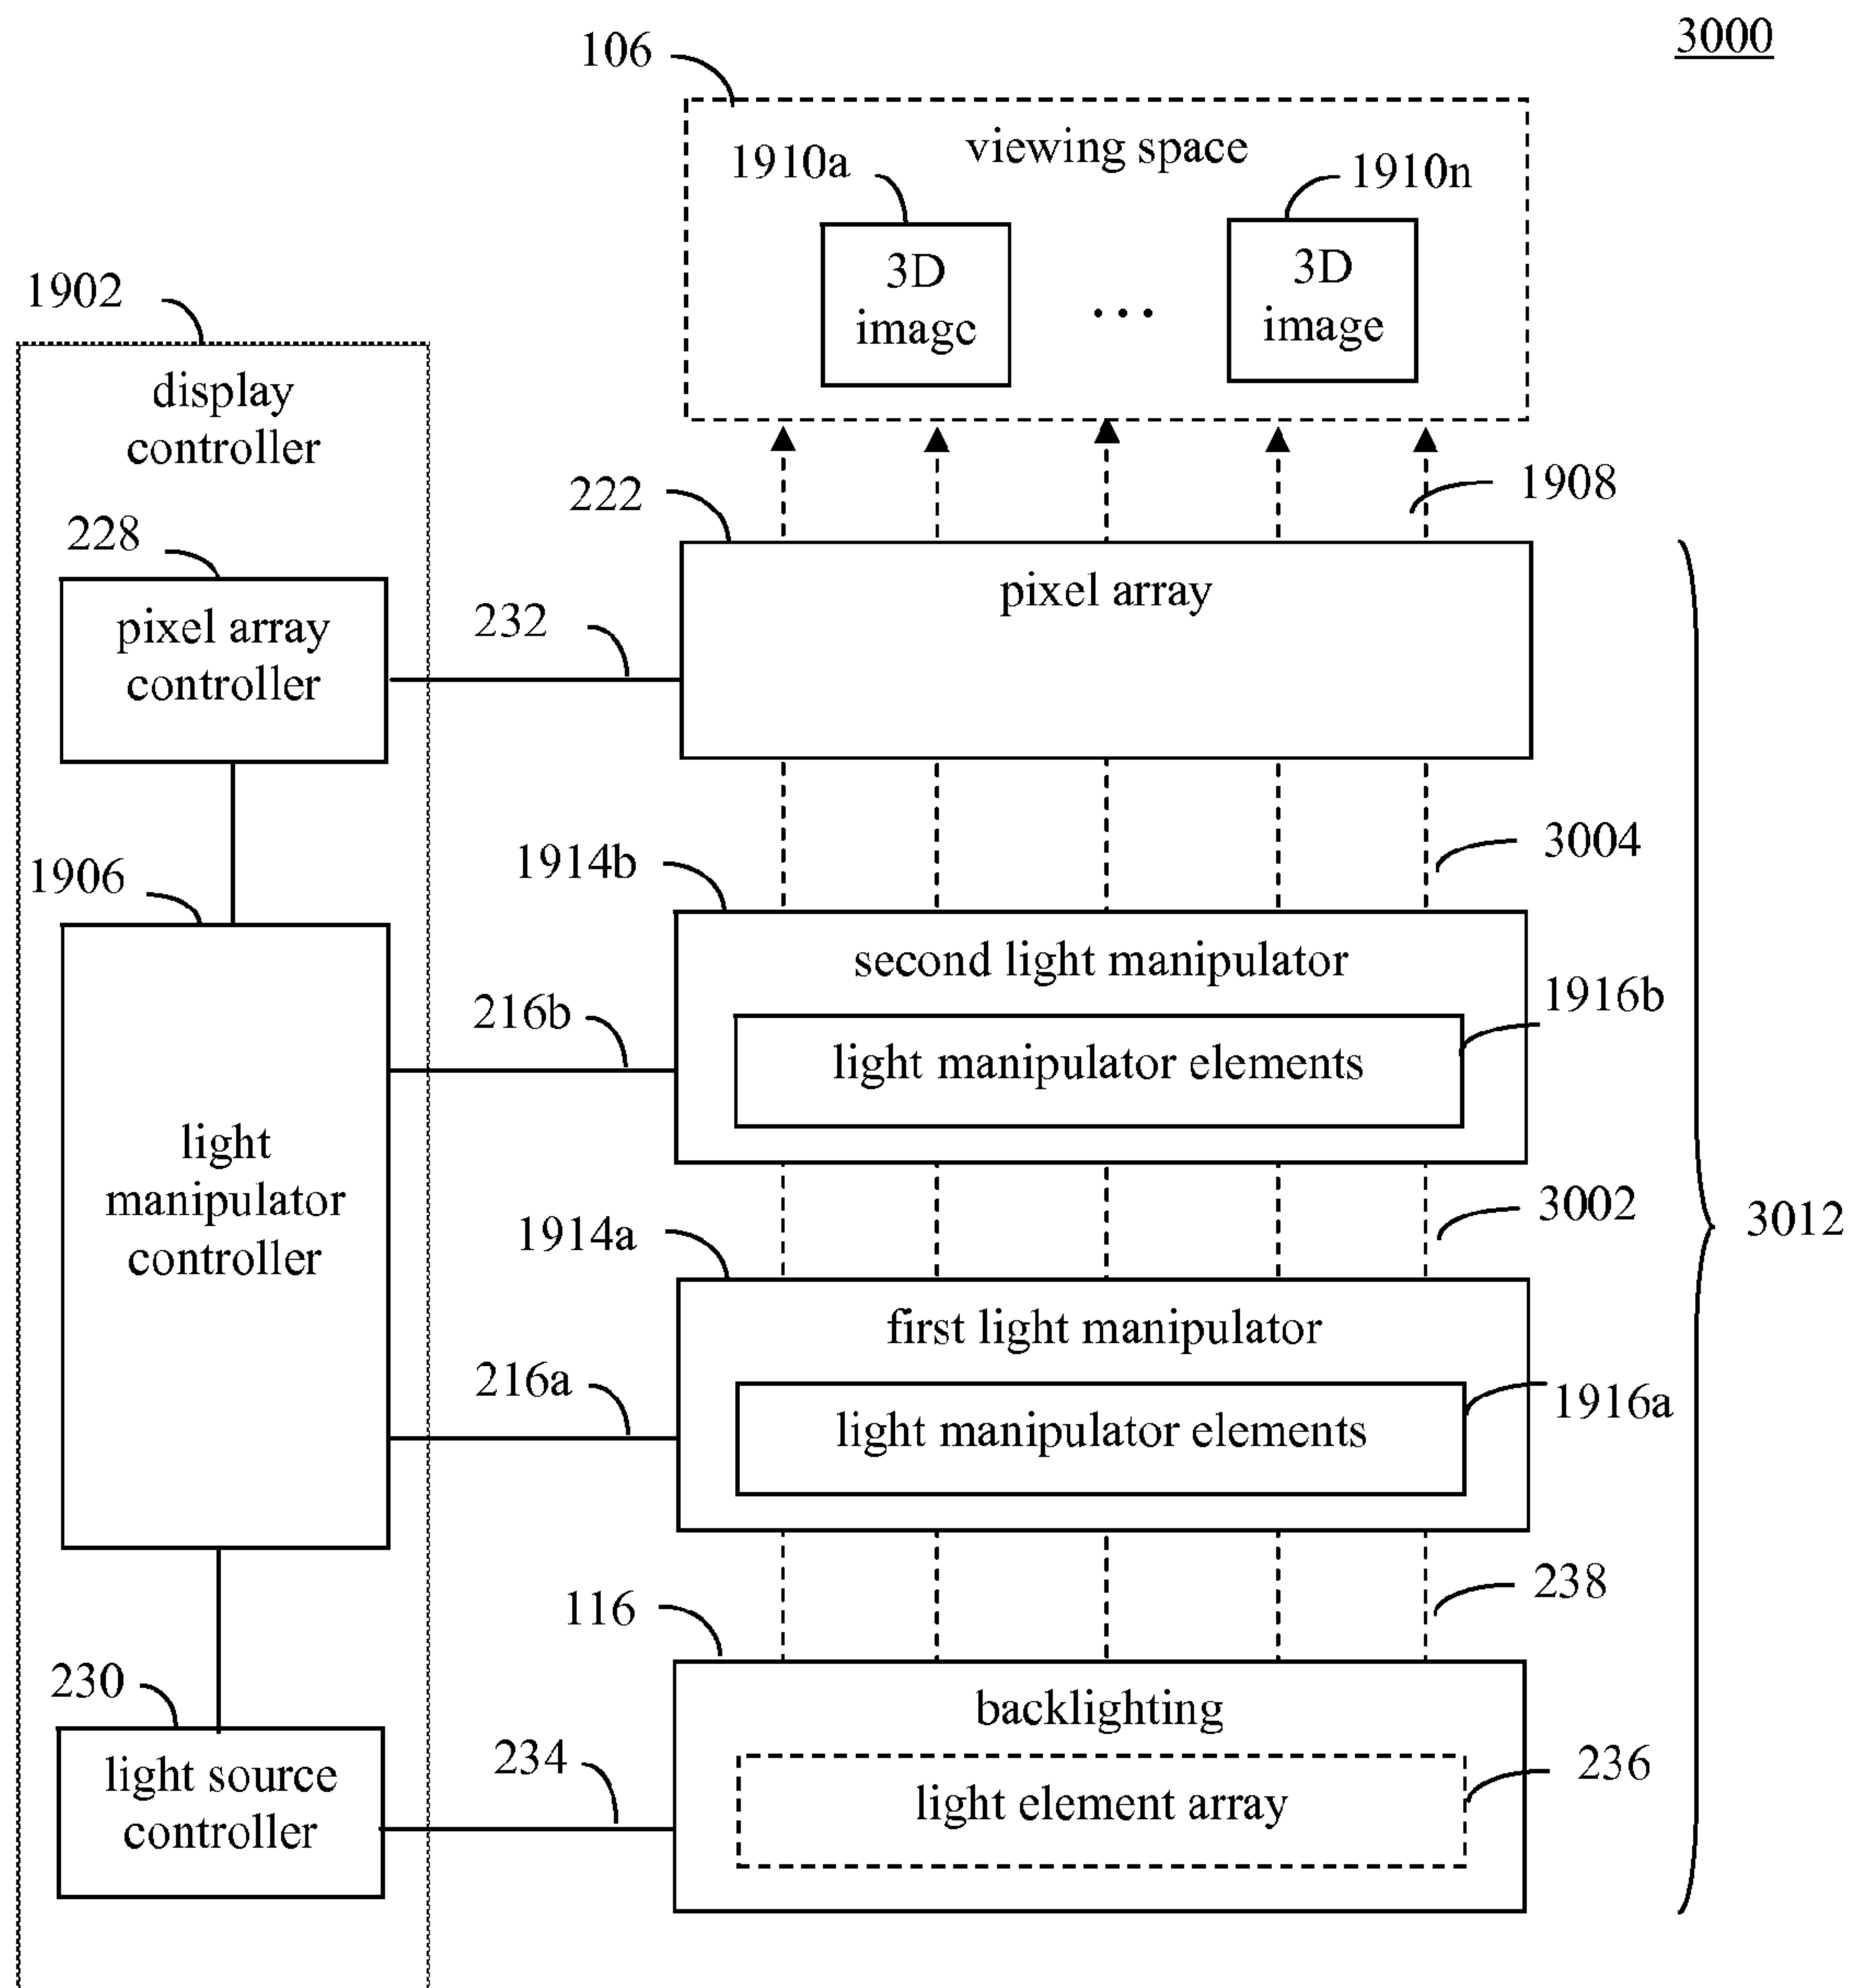 3000
106
viewing space
1910a
1910n
3D
imagc
...
3D
image
1902
display
controller
222
1908
228
pixel array
controller
232
pixel array
3004
1914b
1906
second light manipulator
1916b
216b
light manipulator elements
light
manipulator
controller
3002
3012
1914a
first light manipulator
216a
1916a
light manipulator elements
238
116
230
backlighting
light source
controller
234
236
light element array